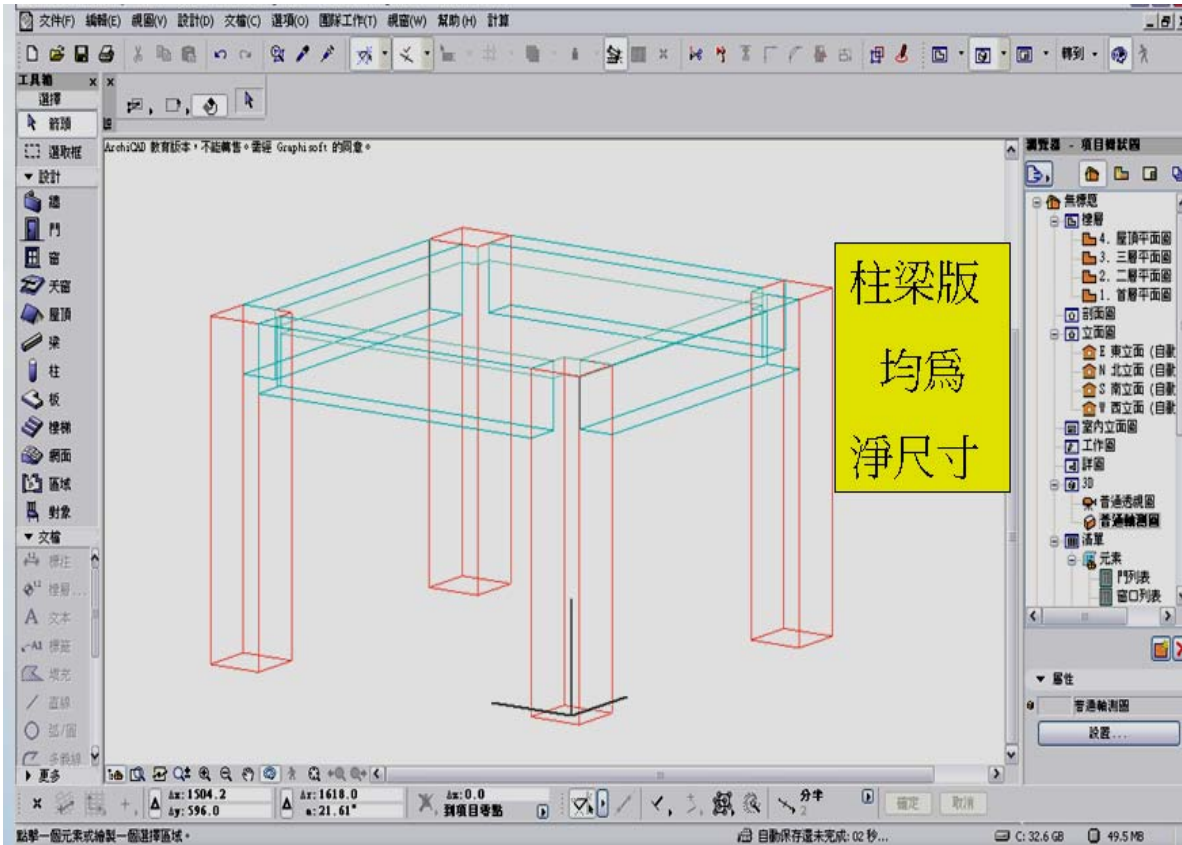 文件(F) 編輯(E) 視圖(V) 設計(D) 文檔(C) 選項(O) 團隊工作(T) 視窗(W) 幫助(H) 計算
轉到
工具箱
選擇
箭頭
選取框
設計
牆
門
窗
天窗
屋頂
梁
柱
板
樓梯
網面
區域
對象
文檔
標注
樓層...
A 文本
A1 標籤
填充
直線
弧/圓
多義線
更多
ArchiCAD 教育版本，不能轉售。需經 Graphisoft 的同意。
柱梁版
均爲
淨尺寸
瀏覽器 - 項目轉試圖
無標題
樓層
4. 屋頂平面圖
3. 三層平面圖
2. 二層平面圖
1. 首層平面圖
剖面圖
立面圖
E 東立面 (自動
N 北立面 (自動
S 南立面 (自動
W 西立面 (自動
室內立面圖
工作圖
詳圖
3D
普通透視圖
普通軸測圖
清單
元素
門列表
窗口列表
屬性
普通軸測圖
設置...
Δx:1504.2
Δy:596.0
Δr:1618.0
α:21.61°
Δz:0.0
到項目零點
分半
2
確定
取消
點擊一個元素或繪製一個選擇區域。
自動保存還未完成: 02 秒...
C: 32.6 GB
49.5 MB